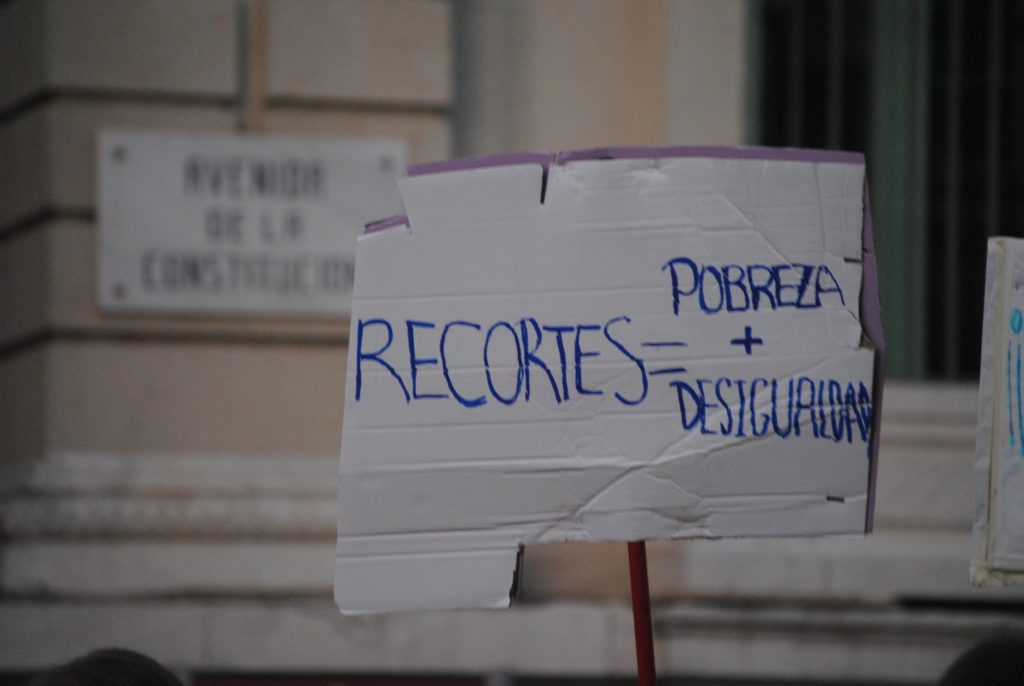 AVENIDA
DE LA
CONSTITUCION
RECORTES = POBREZA
+
DESIGUALDAD